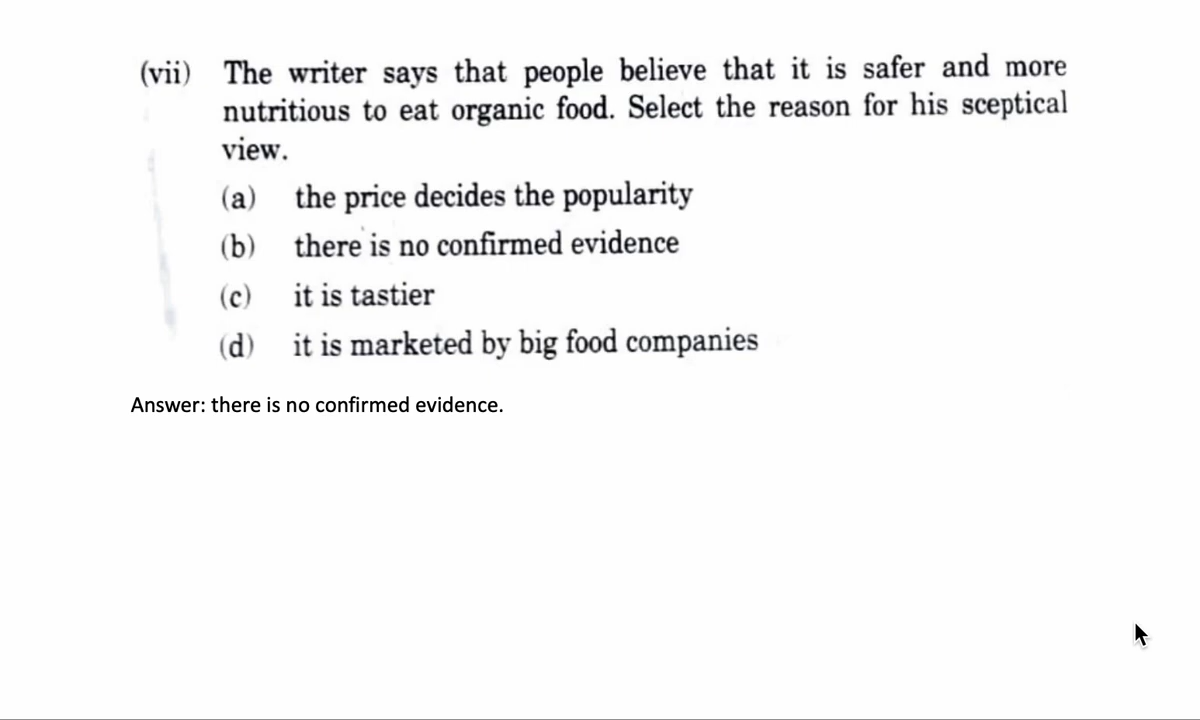 (vii) The writer says that people believe that it is safer and more
nutritious to eat organic food. Select the reason for his sceptical
view.
(a) the price decides the popularity
(b) there is no confirmed evidence
(c) it is tastier
(d) it is marketed by big food companies
Answer: there is no confirmed evidence.